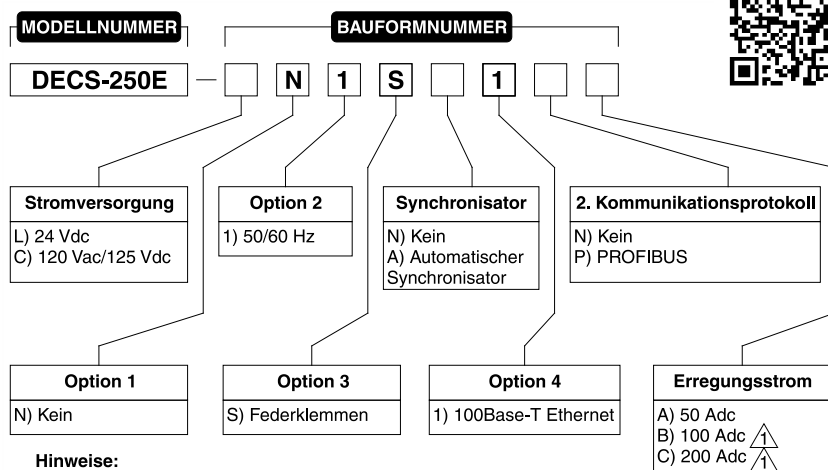 MODELLNUMMER
BAUFORMNUMMER
DECS-250E – N 1 S 1
Stromversorgung
L) 24 Vdc
C) 120 Vac/125 Vdc
Option 2
1) 50/60 Hz
Synchronisator
N) Kein
A) Automatischer
Synchronisator
2. Kommunikationsprotokoll
N) Kein
P) PROFIBUS
Option 1
N) Kein
Option 3
S) Federklemmen
Option 4
1) 100Base-T Ethernet
Erregungsstrom
A) 50 Adc
B) 100 Adc 1
C) 200 Adc 1
Hinweise: